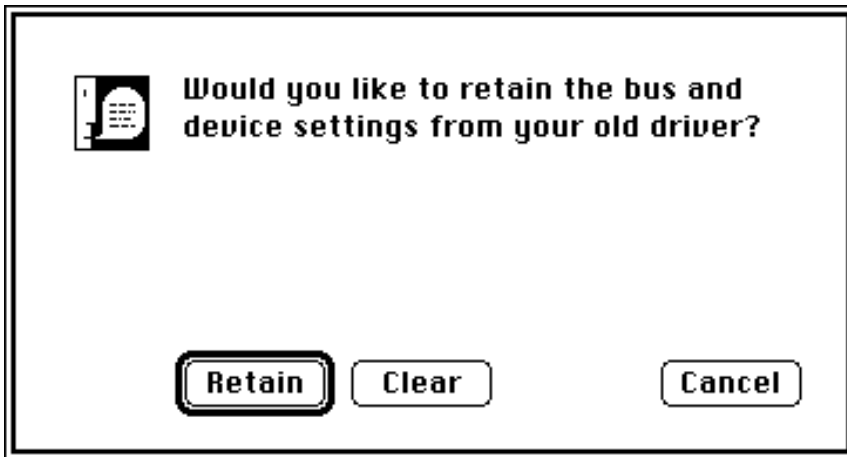 Would you like to retain the bus and
device settings from your old driver?
Retain Clear Cancel